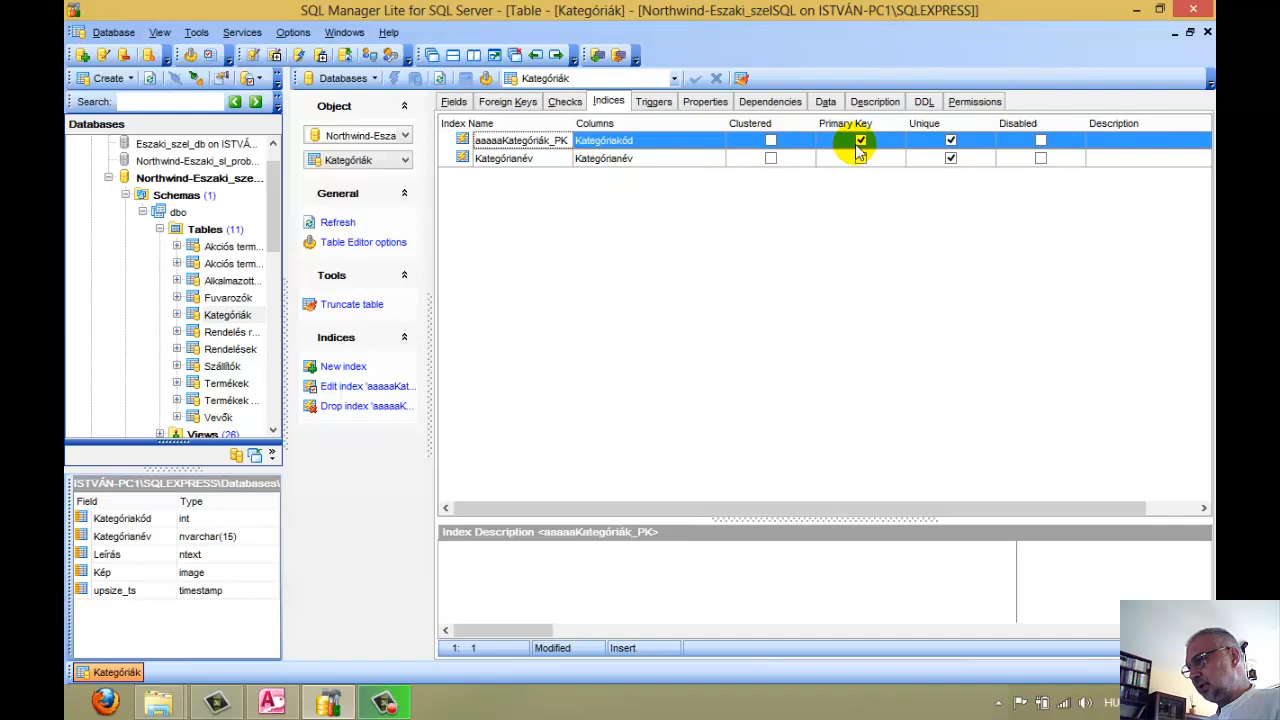 SQL Manager Lite for SQL Server - [Table - [Kategóriák] - [Northwind-Eszaki_szelSQL on ISTVÁN-PC1\SQLEXPRESS]]
Database View Tools Services Options Windows Help
Create Databases Kategóriák
Search:
Databases
Eszaki_szel_db on ISTVÁ...
Northwind-Eszaki_sl_prob...
Northwind-Eszaki_sze...
Schemas (1)
dbo
Tables (11)
Akciós term...
Akciós term...
Alkalmazott...
Fuvarozók
Kategóriák
Rendelés r...
Rendelések
Szállítók
Termékek
Termékek ...
Vevők
Views (26)
ISTVÁN-PC1\SQLEXPRESS\Databases\
Field Type
Kategóriakód int
Kategórianév nvarchar(15)
Leírás ntext
Kép image
upsize_ts timestamp
Object
Northwind-Esza
Kategóriák
General
Refresh
Table Editor options
Tools
Truncate table
Indices
New index
Edit index 'aaaaaKat...
Drop index 'aaaaaK...
Fields Foreign Keys Checks Indices Triggers Properties Dependencies Data Description DDL Permissions
Index Name Columns Clustered Primary Key Unique Disabled Description
aaaaaKategóriák_PK Kategóriakód
Kategórianév Kategórianév
Index Description <aaaaaKategóriák_PK>
1: 1 Modified Insert
Kategóriák
HU